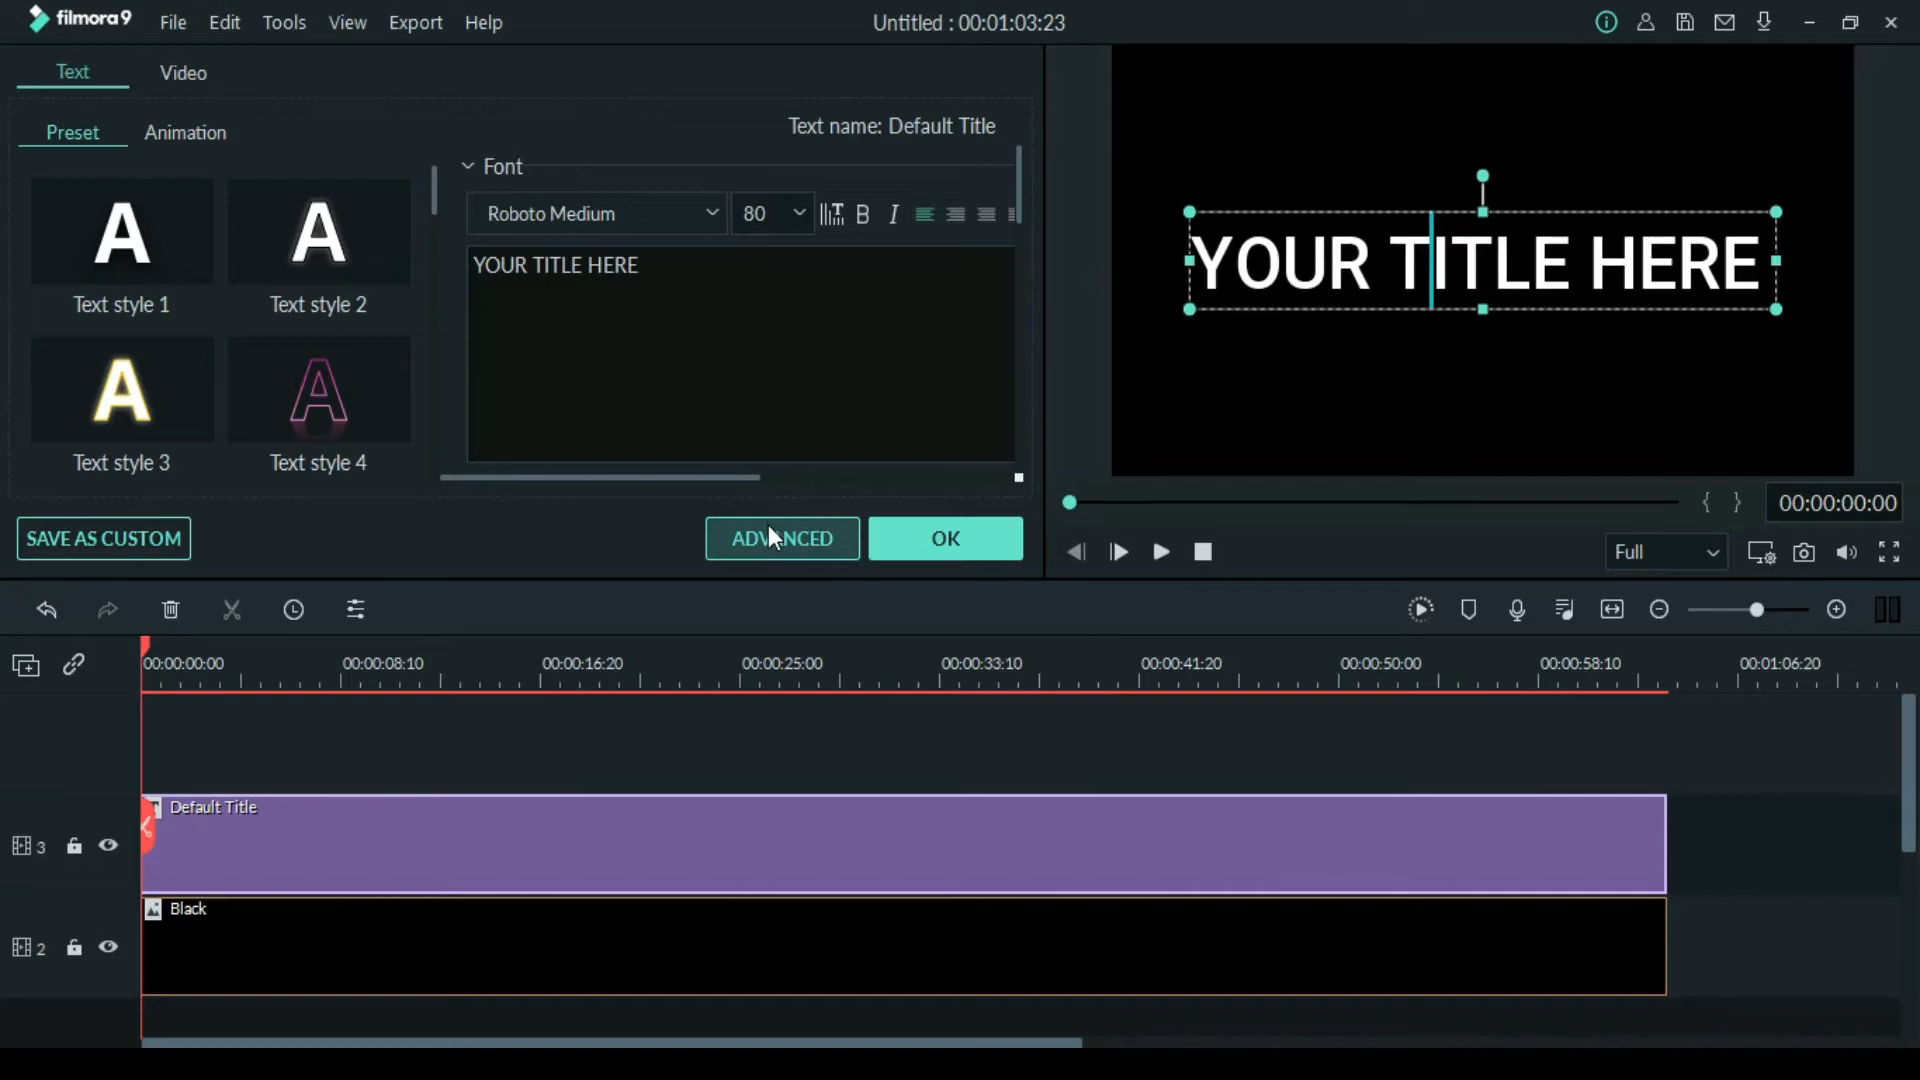 filmora9 File Edit Tools View Export Help Untitled : 00:01:03:23
Text Video
Preset Animation Text name: Default Title
Font
Roboto Medium 80 B I
YOUR TITLE HERE
A A
Text style 1 Text style 2
A A
Text style 3 Text style 4
YOUR TITLE HERE
SAVE AS CUSTOM ADVANCED OK
{ } 00:00:00:00
Full
00:00:00:00 00:00:08:10 00:00:16:20 00:00:25:00 00:00:33:10 00:00:41:20 00:00:50:00 00:00:58:10 00:01:06:20
Default Title
3
Black
2